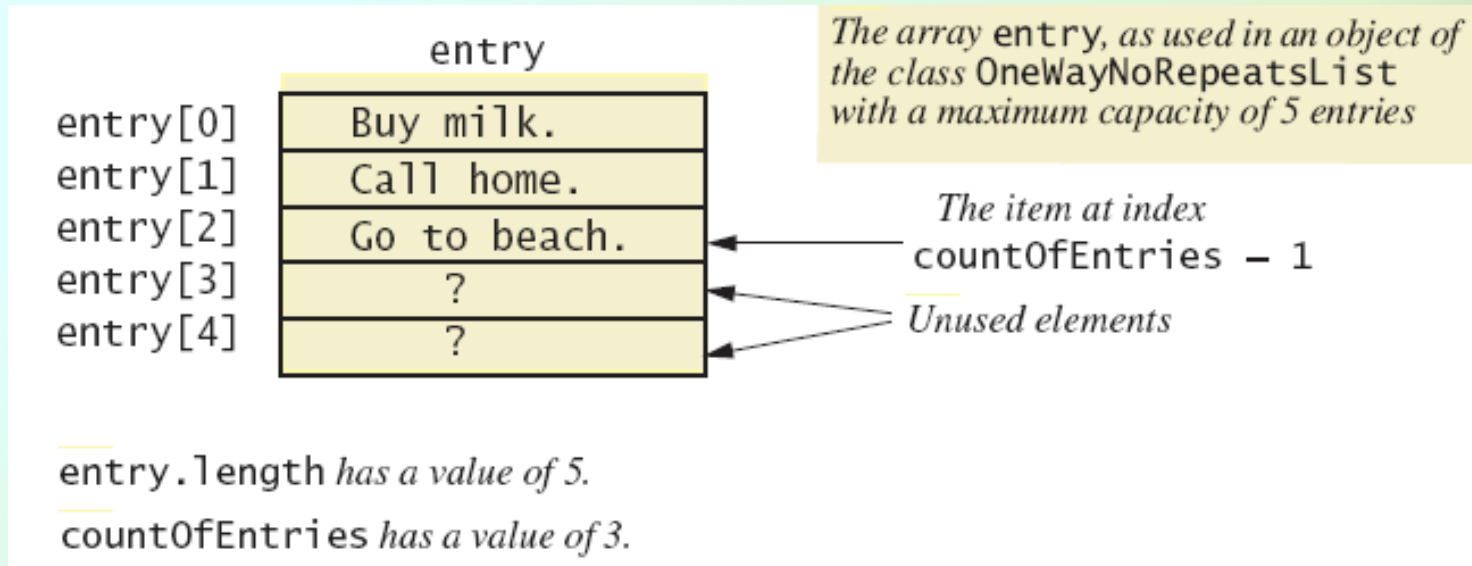 entry
The array entry, as used in an object of
the class OneWayNoRepeatsList
with a maximum capacity of 5 entries
entry[0] Buy milk.
entry[1] Call home.
entry[2] Go to beach.
entry[3] ?
entry[4] ?
The item at index
countOfEntries – 1
Unused elements
entry.length has a value of 5.
countOfEntries has a value of 3.